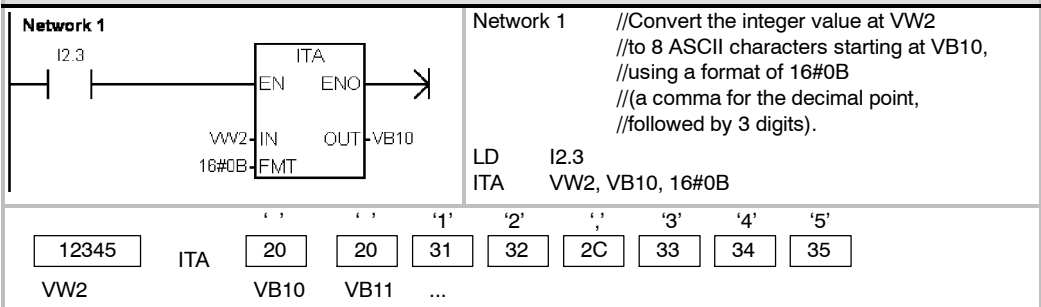 Network 1
I2.3
ITA
EN ENO
VW2 IN OUT VB10
16#0B FMT
Network 1 //Convert the integer value at VW2
//to 8 ASCII characters starting at VB10,
//using a format of 16#0B
//(a comma for the decimal point,
//followed by 3 digits).
LD I2.3
ITA VW2, VB10, 16#0B
‘ ’ ‘ ’ ‘1’ ‘2’ ‘,’ ‘3’ ‘4’ ‘5’
12345 ITA 20 20 31 32 2C 33 34 35
VW2 VB10 VB11 ...